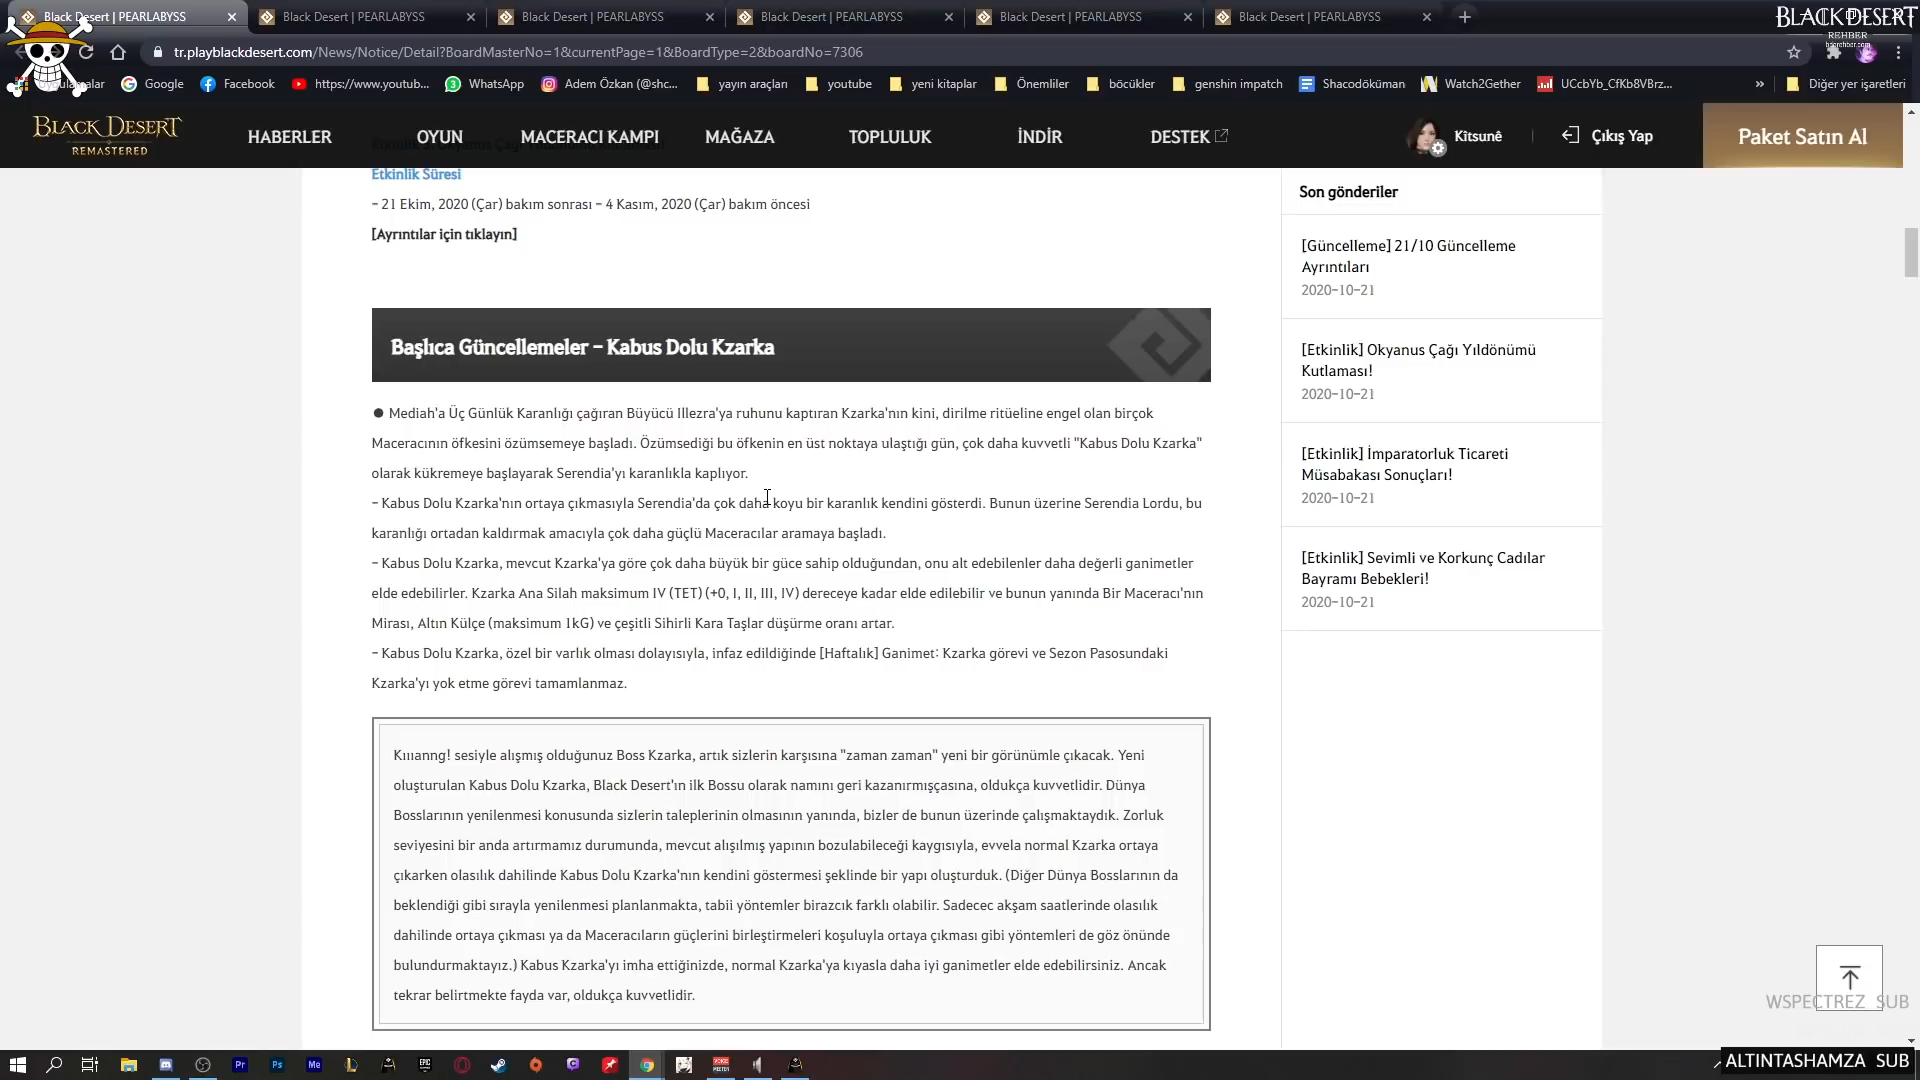 Black Desert | PEARLABYSS
Black Desert | PEARLABYSS
Black Desert | PEARLABYSS
Black Desert | PEARLABYSS
Black Desert | PEARLABYSS
Black Desert | PEARLABYSS
BLACK DESERT
REHBER
tr.playblackdesert.com/News/Notice/Detail?BoardMasterNo=1&currentPage=1&BoardType=2&boardNo=7306
Google
Facebook
https://www.youtub...
WhatsApp
Adem Özkan (@shc...
yayın araçları
youtube
yeni kitaplar
Önemliler
böcükler
genshin impatch
Shacodöküman
Watch2Gether
UCcbYb_CfKb8VBrz...
»
Diğer yer işaretleri
BLACK DESERT
REMASTERED
HABERLER
OYUN
MACERACI KAMPI
MAĞAZA
TOPLULUK
İNDİR
DESTEK
Kitsunê
Çıkış Yap
Paket Satın Al
Etkinlik Süresi
- 21 Ekim, 2020 (Çar) bakım sonrası - 4 Kasım, 2020 (Çar) bakım öncesi
[Ayrıntılar için tıklayın]
Başlıca Güncellemeler - Kabus Dolu Kzarka
● Mediah'a Üç Günlük Karanlığı çağıran Büyücü Illezra'ya ruhunu kaptıran Kzarka'nın kini, dirilme ritüeline engel olan birçok
Maceracının öfkesini özümsemeye başladı. Özümsediği bu öfkenin en üst noktaya ulaştığı gün, çok daha kuvvetli "Kabus Dolu Kzarka"
olarak kükremeye başlayarak Serendia'yı karanlıkla kaplıyor.
- Kabus Dolu Kzarka'nın ortaya çıkmasıyla Serendia'da çok daha koyu bir karanlık kendini gösterdi. Bunun üzerine Serendia Lordu, bu
karanlığı ortadan kaldırmak amacıyla çok daha güçlü Maceracılar aramaya başladı.
- Kabus Dolu Kzarka, mevcut Kzarka'ya göre çok daha büyük bir güce sahip olduğundan, onu alt edebilenler daha değerli ganimetler
elde edebilirler. Kzarka Ana Silah maksimum IV (TET) (+0, I, II, III, IV) dereceye kadar elde edilebilir ve bunun yanında Bir Maceracı'nın
Mirası, Altın Külçe (maksimum 1kG) ve çeşitli Sihirli Kara Taşlar düşürme oranı artar.
- Kabus Dolu Kzarka, özel bir varlık olması dolayısıyla, infaz edildiğinde [Haftalık] Ganimet: Kzarka görevi ve Sezon Pasosundaki
Kzarka'yı yok etme görevi tamamlanmaz.
Kıııanng! sesiyle alışmış olduğunuz Boss Kzarka, artık sizlerin karşısına "zaman zaman" yeni bir görünümle çıkacak. Yeni
oluşturulan Kabus Dolu Kzarka, Black Desert'ın ilk Bossu olarak namını geri kazanırmışçasına, oldukça kuvvetlidir. Dünya
Bosslarının yenilenmesi konusunda sizlerin taleplerinin olmasının yanında, bizler de bunun üzerinde çalışmaktaydık. Zorluk
seviyesini bir anda artırmamız durumunda, mevcut alışılmış yapının bozulabileceği kaygısıyla, evvela normal Kzarka ortaya
çıkarken olasılık dahilinde Kabus Dolu Kzarka'nın kendini göstermesi şeklinde bir yapı oluşturduk. (Diğer Dünya Bosslarının da
beklendiği gibi sırayla yenilenmesi planlanmakta, tabii yöntemler birazcık farklı olabilir. Sadecec akşam saatlerinde olasılık
dahilinde ortaya çıkması ya da Maceracıların güçlerini birleştirmeleri koşuluyla ortaya çıkması gibi yöntemleri de göz önünde
bulundurmaktayız.) Kabus Kzarka'yı imha ettiğinizde, normal Kzarka'ya kıyasla daha iyi ganimetler elde edebilirsiniz. Ancak
tekrar belirtmekte fayda var, oldukça kuvvetlidir.
Son gönderiler
[Güncelleme] 21/10 Güncelleme
Ayrıntıları
2020-10-21
[Etkinlik] Okyanus Çağı Yıldönümü
Kutlaması!
2020-10-21
[Etkinlik] İmparatorluk Ticareti
Müsabakası Sonuçları!
2020-10-21
[Etkinlik] Sevimli ve Korkunç Cadılar
Bayramı Bebekleri!
2020-10-21
WSPECTREZ SUB
ALTINTASHAMZA SUB